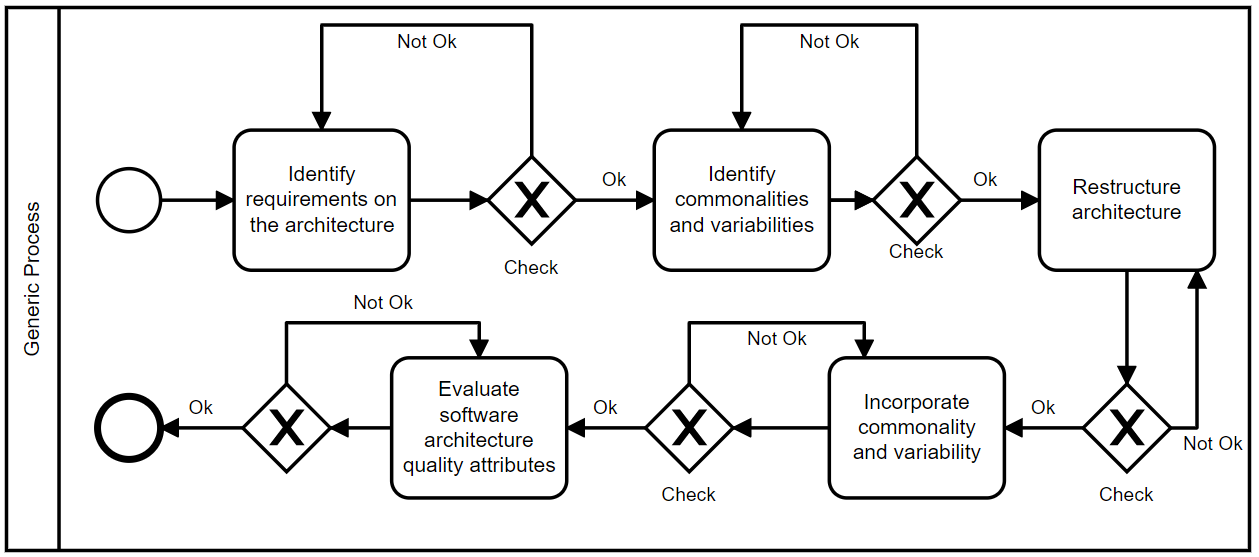 Generic Process
Not Ok
Identify
requirements on
the architecture
X
Check
Ok
Not Ok
Identify
commonalities
and variabilities
X
Check
Ok
Restructure
architecture
Not Ok
X
Check
Ok
Incorporate
commonality
and variability
Not Ok
X
Check
Ok
Evaluate
software
architecture
quality attributes
Not Ok
X
Ok